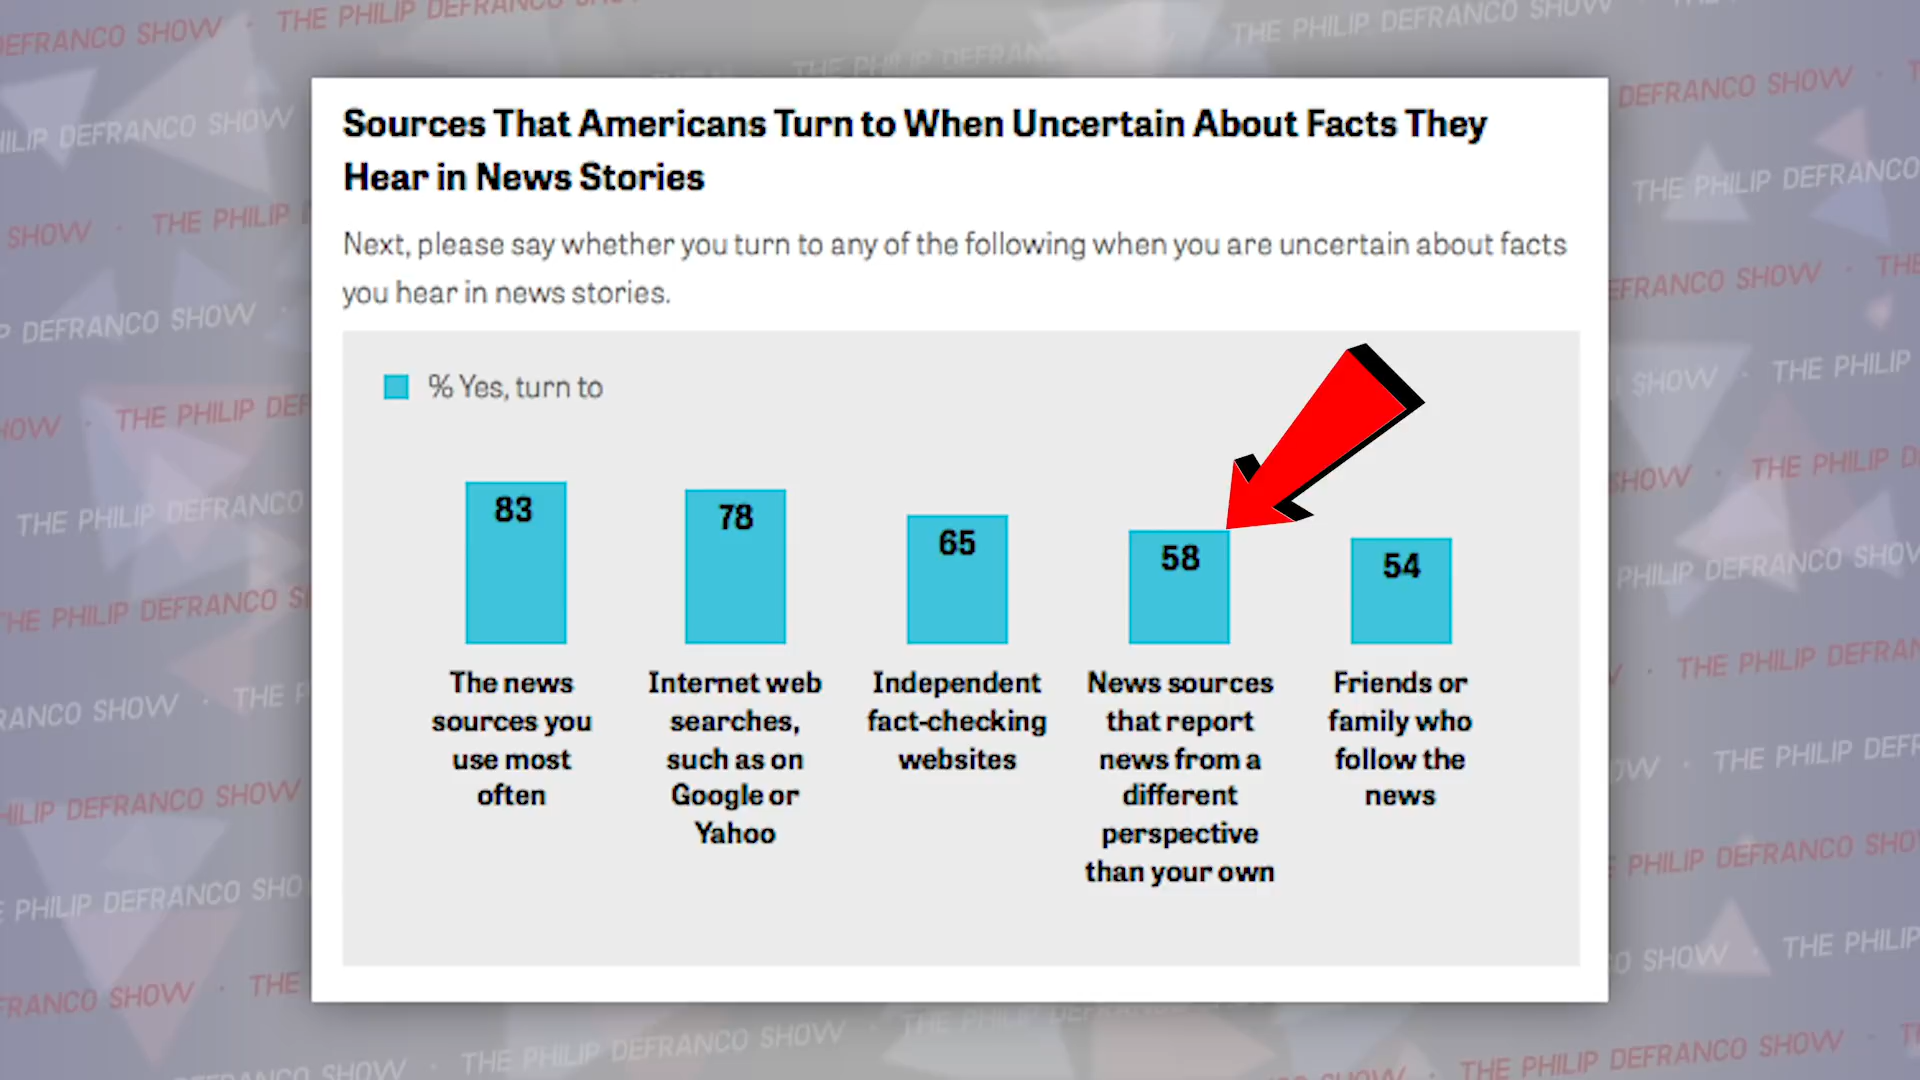 Sources That Americans Turn to When Uncertain About Facts They
Hear in News Stories
Next, please say whether you turn to any of the following when you are uncertain about facts
you hear in news stories.
% Yes, turn to
83
78
65
58
54
The news
sources you
use most
often
Internet web
searches,
such as on
Google or
Yahoo
Independent
fact-checking
websites
News sources
that report
news from a
different
perspective
than your own
Friends or
family who
follow the
news
THE PHILIP DEFRANCO SHOW